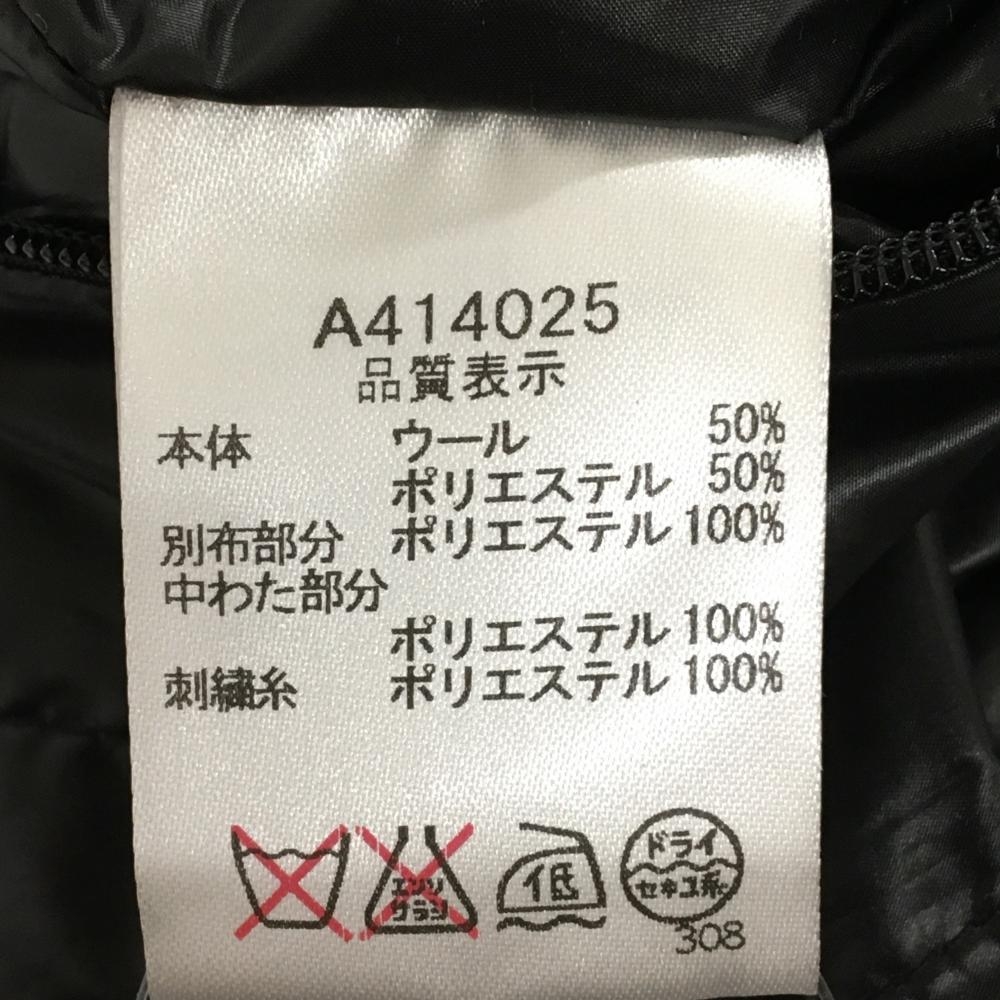 A414025
品質表示
本体 ウール 50%
ポリエステル 50%
別布部分 ポリエステル 100%
中わた部分
ポリエステル 100%
刺繍糸 ポリエステル 100%
エンソ
サラシ
低
ドライ
セキユ系
308